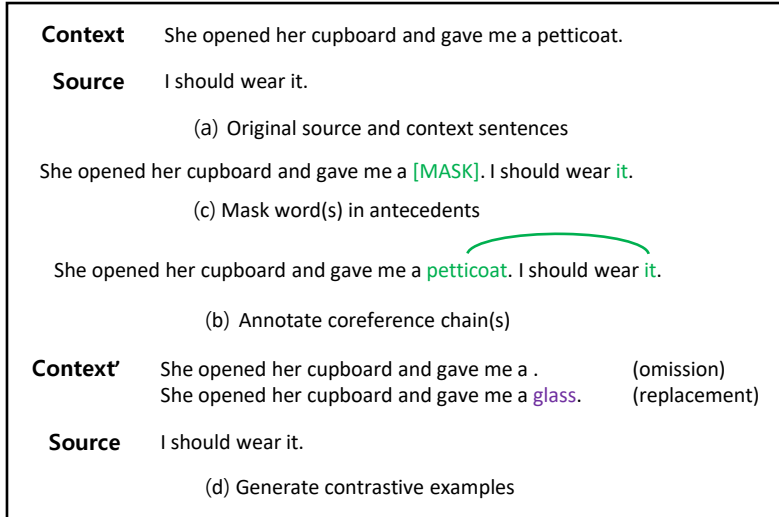 Context She opened her cupboard and gave me a petticoat.
Source I should wear it.
(a) Original source and context sentences
She opened her cupboard and gave me a [MASK]. I should wear it.
(c) Mask word(s) in antecedents
She opened her cupboard and gave me a petticoat. I should wear it.
(b) Annotate coreference chain(s)
Context’ She opened her cupboard and gave me a . (omission)
She opened her cupboard and gave me a glass. (replacement)
Source I should wear it.
(d) Generate contrastive examples